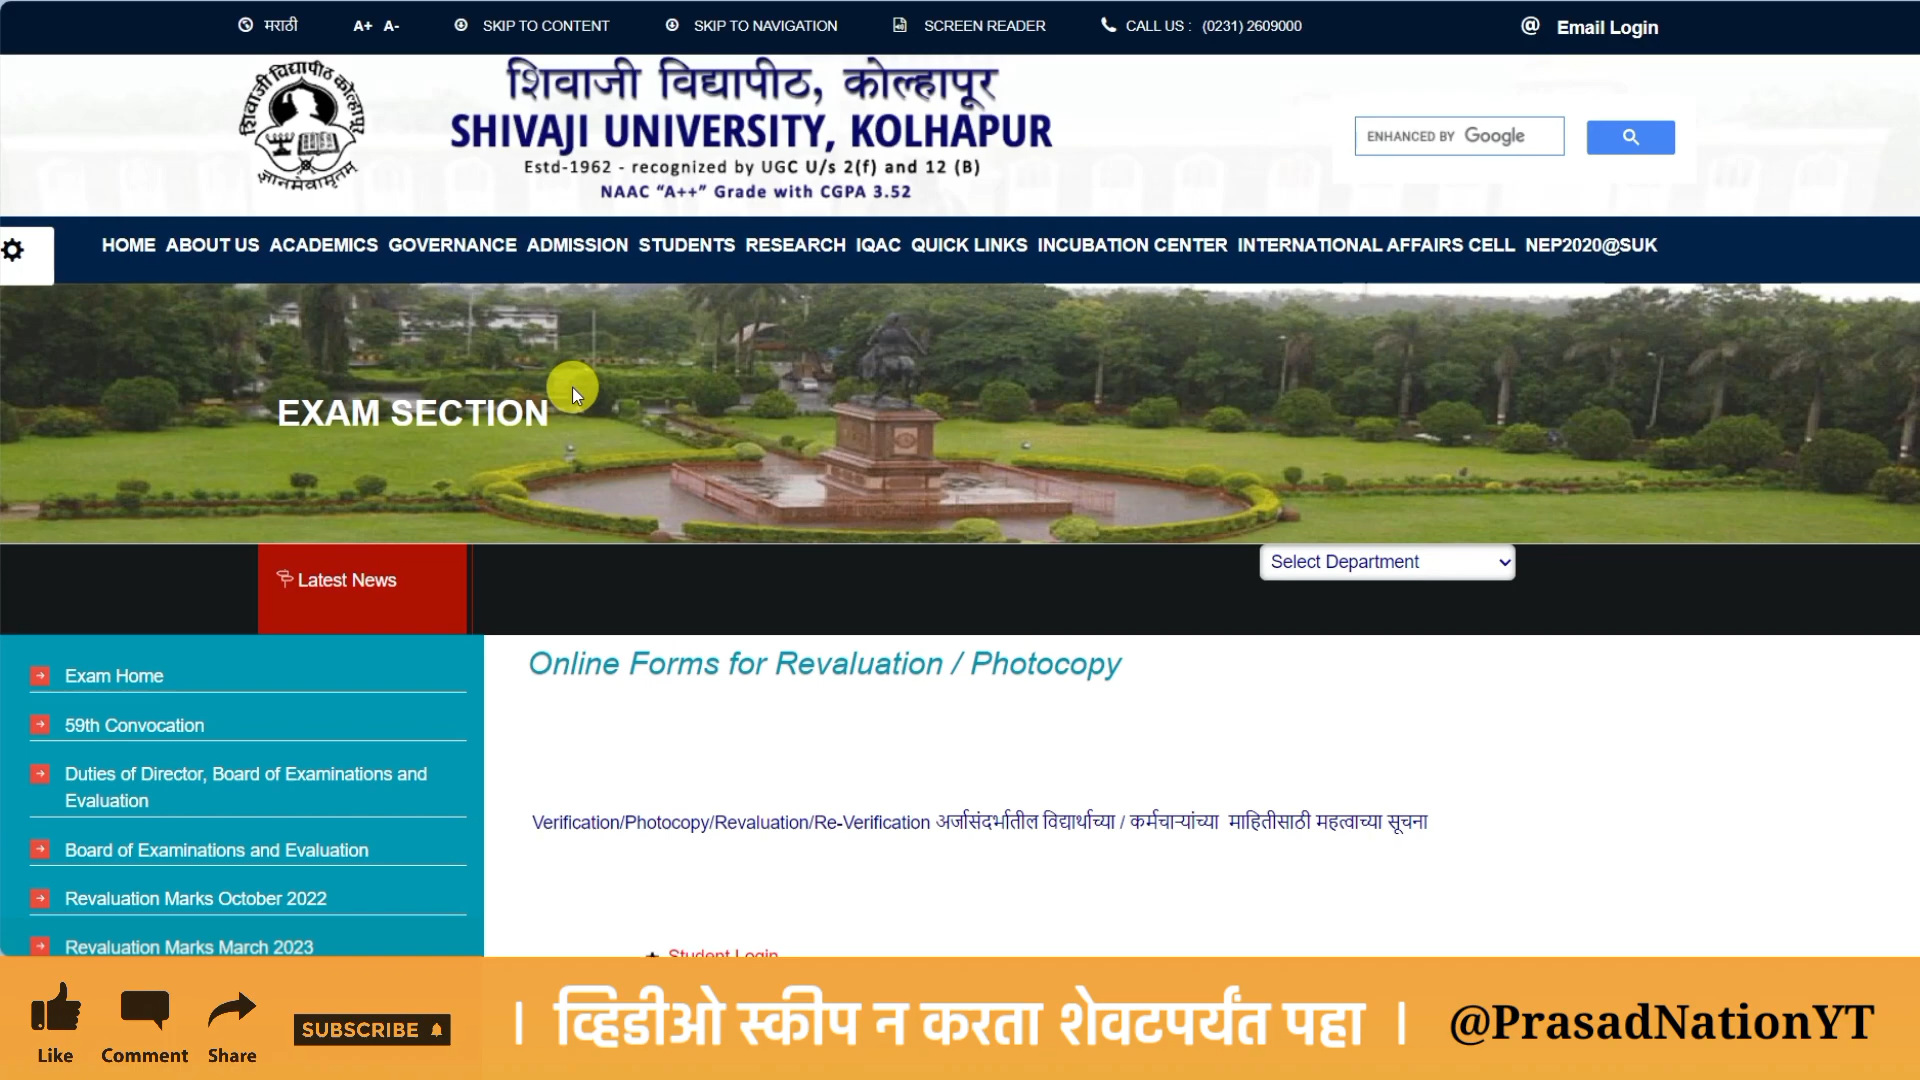 मराठी A+ A- SKIP TO CONTENT SKIP TO NAVIGATION SCREEN READER CALL US : (0231) 2609000 @ Email Login
शिवाजी विद्यापीठ, कोल्हापूर
SHIVAJI UNIVERSITY, KOLHAPUR
Estd-1962 - recognized by UGC U/s 2(f) and 12 (B)
NAAC “A++” Grade with CGPA 3.52
शिवाजी विद्यापीठ कोल्हापूर
ज्ञानमेवामृतम्
ENHANCED BY Google
HOME ABOUT US ACADEMICS GOVERNANCE ADMISSION STUDENTS RESEARCH IQAC QUICK LINKS INCUBATION CENTER INTERNATIONAL AFFAIRS CELL NEP2020@SUK
EXAM SECTION
Latest News
Select Department
Exam Home
59th Convocation
Duties of Director, Board of Examinations and
Evaluation
Board of Examinations and Evaluation
Revaluation Marks October 2022
Revaluation Marks March 2023
Online Forms for Revaluation / Photocopy
Verification/Photocopy/Revaluation/Re-Verification अर्जासंदर्भातील विद्यार्थाच्या / कर्मचाऱ्यांच्या माहितीसाठी महत्वाच्या सूचना
Student Login
Like Comment Share SUBSCRIBE
। व्हिडीओ स्कीप न करता शेवटपर्यंत पहा ।
@PrasadNationYT